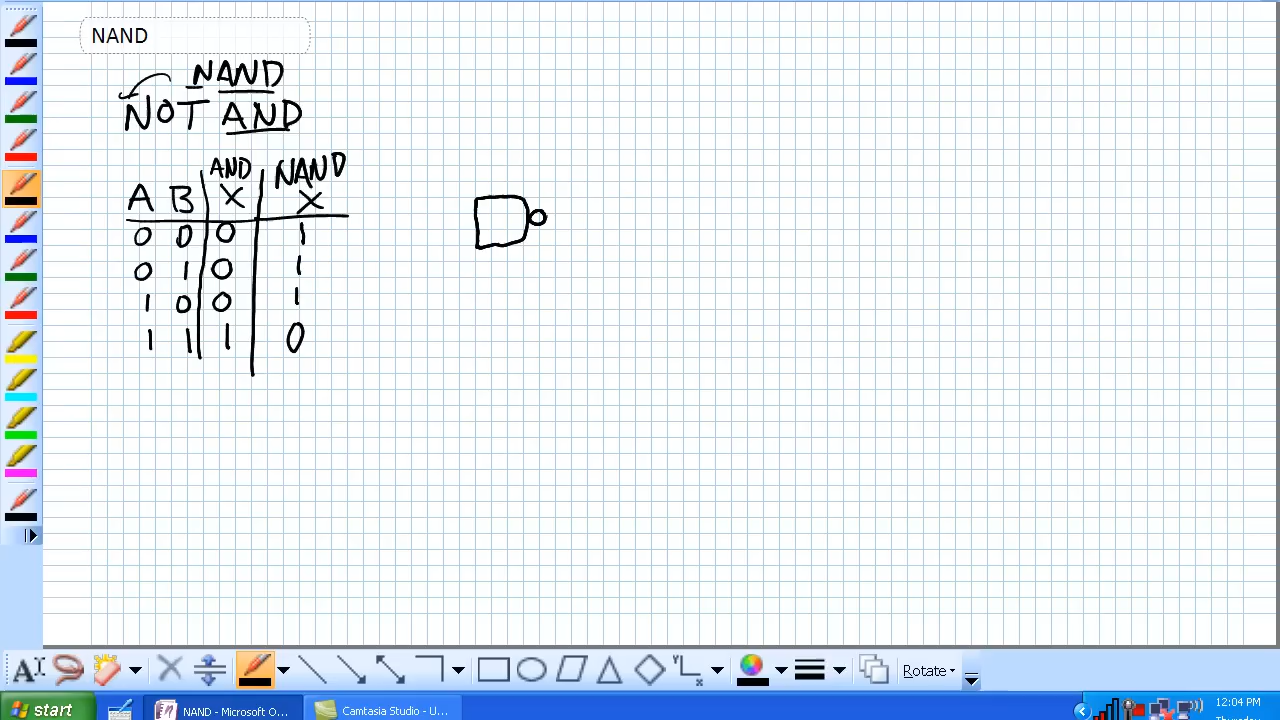 NAND
NAND
NOT AND
AND NAND
A B X X
0 0 0 1
0 1 0 1
1 0 0 1
1 1 1 0
Rotate
start
NAND - Microsoft O...
Camtasia Studio - U...
12:04 PM
Thursday